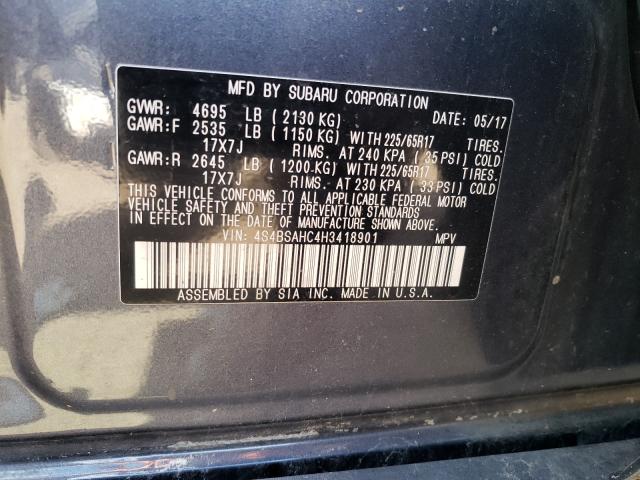 MFD BY SUBARU CORPORATION
GVWR: 4695 LB (2130 KG) DATE: 05/17
GAWR:F 2535 LB (1150 KG) WITH 225/65R17 TIRES.
17X7J RIMS. AT 240 KPA (35 PSI) COLD
GAWR:R 2645 LB (1200 KG) WITH 225/65R17 TIRES.
17X7J RIMS. AT 230 KPA (33 PSI) COLD
THIS VEHICLE CONFORMS TO ALL APPLICABLE FEDERAL MOTOR
VEHICLE SAFETY AND THEFT PREVENTION STANDARDS
IN EFFECT ON THE DATE OF MANUFACTURE SHOWN ABOVE.
VIN: 4S4BSAHC4H3418901 MPV
ASSEMBLED BY SIA INC. MADE IN U.S.A.